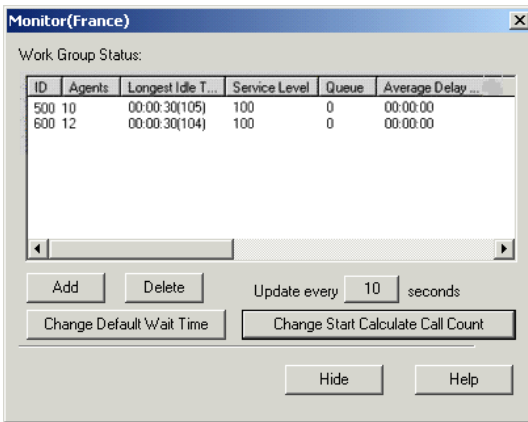 Monitor(France)
Work Group Status:
ID Agents Longest Idle T... Service Level Queue Average Delay ...
500 10 00:00:30(105) 100 0 00:00:00
600 12 00:00:30(104) 100 0 00:00:00
Add Delete Update every 10 seconds
Change Default Wait Time Change Start Calculate Call Count
Hide Help